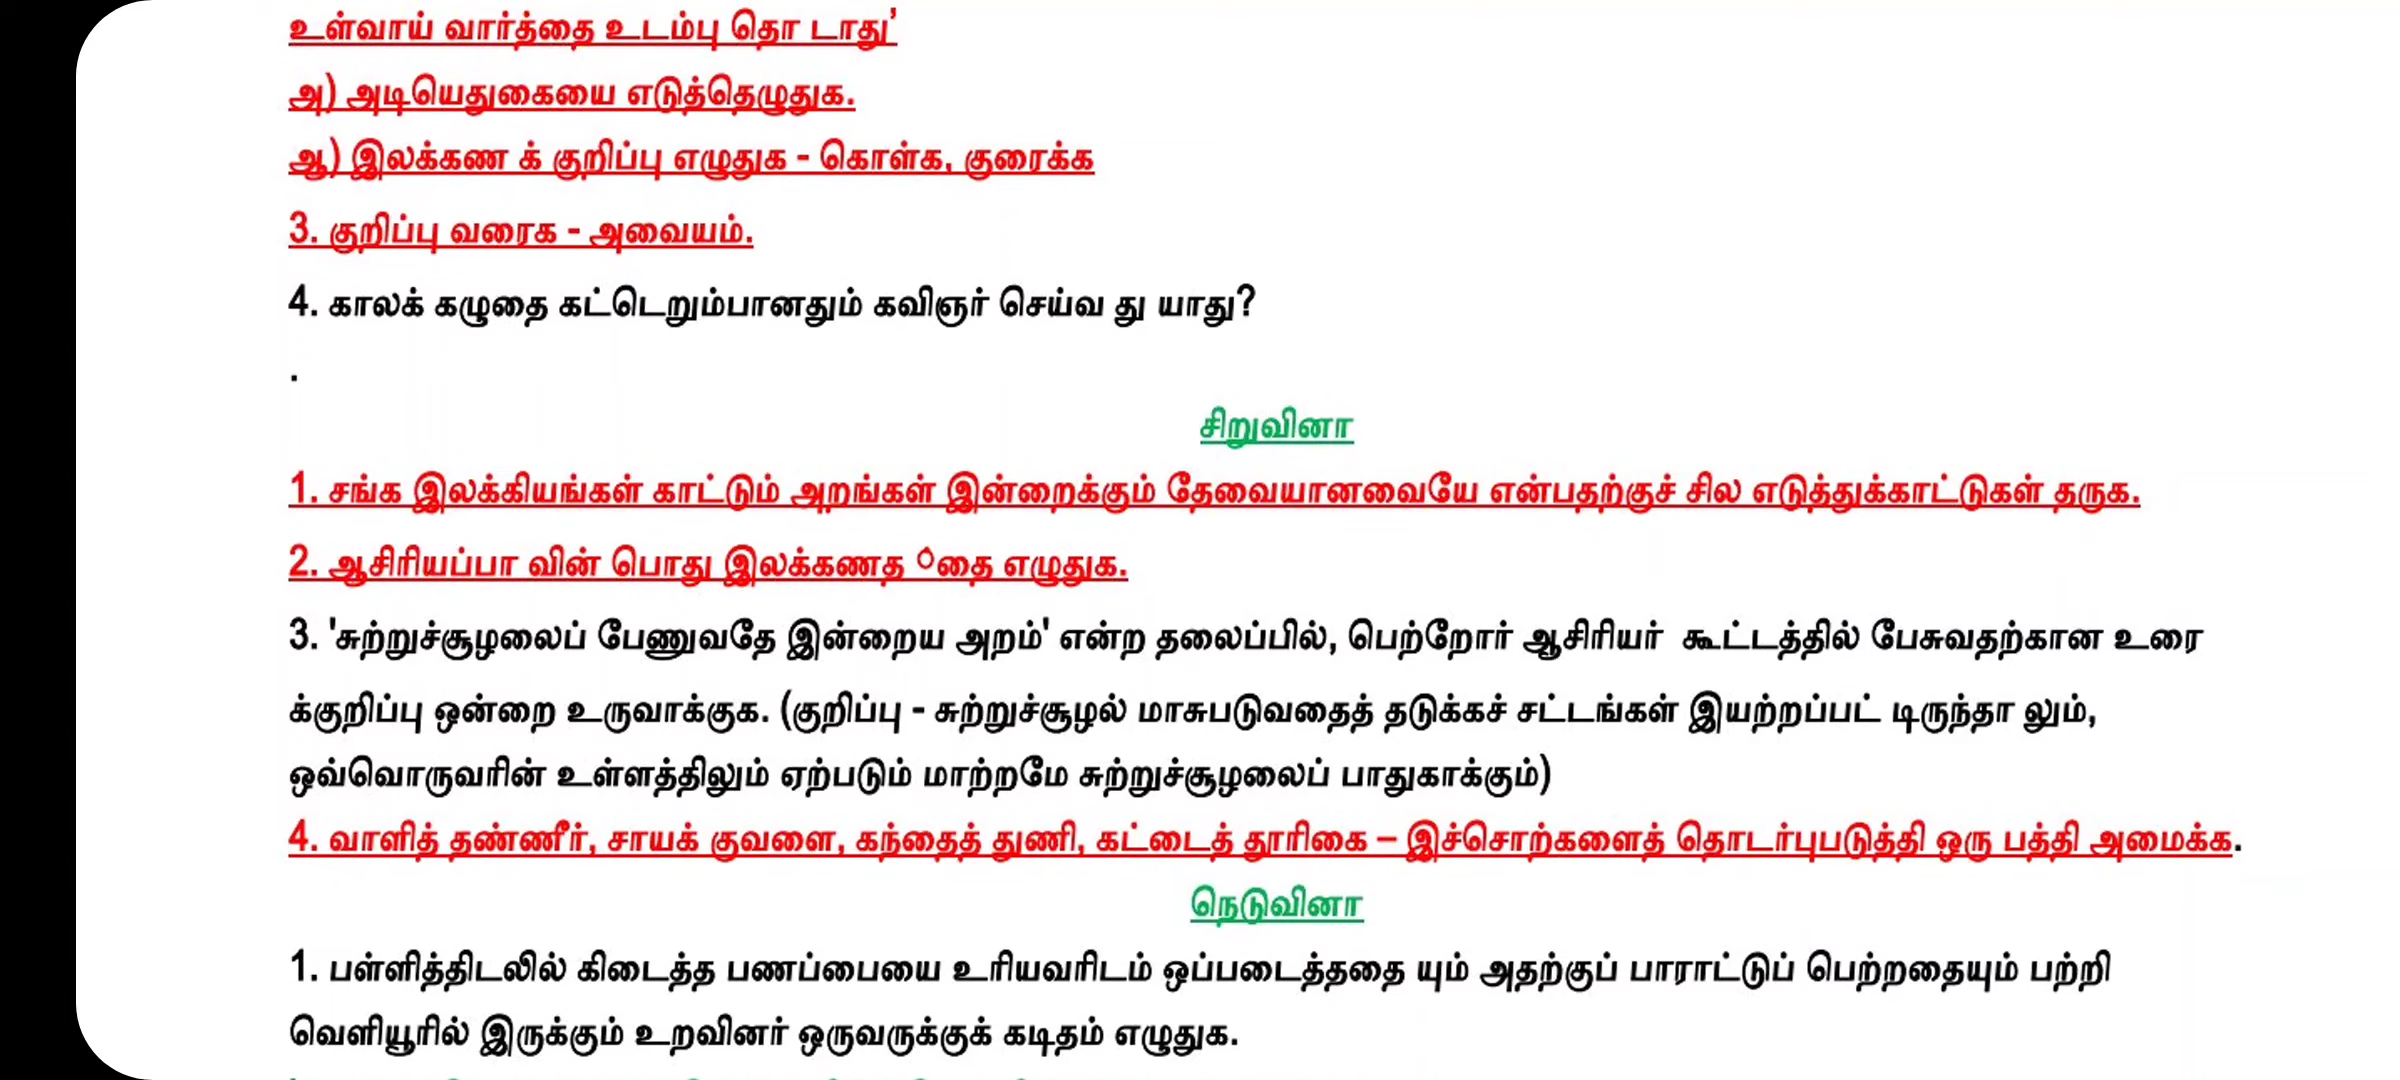 உள்வாய் வார்த்தை உடம்பு தொ டாது’
அ) அடியெதுகையை எடுத்தெழுதுக.
ஆ) இலக்கண க் குறிப்பு எழுதுக - கொள்க, குரைக்க
3. குறிப்பு வரைக - அவையம்.
4. காலக் கழுதை கட்டெறும்பானதும் கவிஞர் செய்வ து யாது?
.
சிறுவினா
1. சங்க இலக்கியங்கள் காட்டும் அறங்கள் இன்றைக்கும் தேவையானவையே என்பதற்குச் சில எடுத்துக்காட்டுகள் தருக.
2. ஆசிரியப்பா வின் பொது இலக்கணத ்தை எழுதுக.
3. 'சுற்றுச்சூழலைப் பேணுவதே இன்றைய அறம்' என்ற தலைப்பில், பெற்றோர் ஆசிரியர் கூட்டத்தில் பேசுவதற்கான உரை
க்குறிப்பு ஒன்றை உருவாக்குக. (குறிப்பு - சுற்றுச்சூழல் மாசுபடுவதைத் தடுக்கச் சட்டங்கள் இயற்றப்பட் டிருந்தா லும்,
ஒவ்வொருவரின் உள்ளத்திலும் ஏற்படும் மாற்றமே சுற்றுச்சூழலைப் பாதுகாக்கும்)
4. வாளித் தண்ணீர், சாயக் குவளை, கந்தைத் துணி, கட்டைத் தூரிகை – இச்சொற்களைத் தொடர்புபடுத்தி ஒரு பத்தி அமைக்க.
நெடுவினா
1. பள்ளித்திடலில் கிடைத்த பணப்பையை உரியவரிடம் ஒப்படைத்ததை யும் அதற்குப் பாராட்டுப் பெற்றதையும் பற்றி
வெளியூரில் இருக்கும் உறவினர் ஒருவருக்குக் கடிதம் எழுதுக.